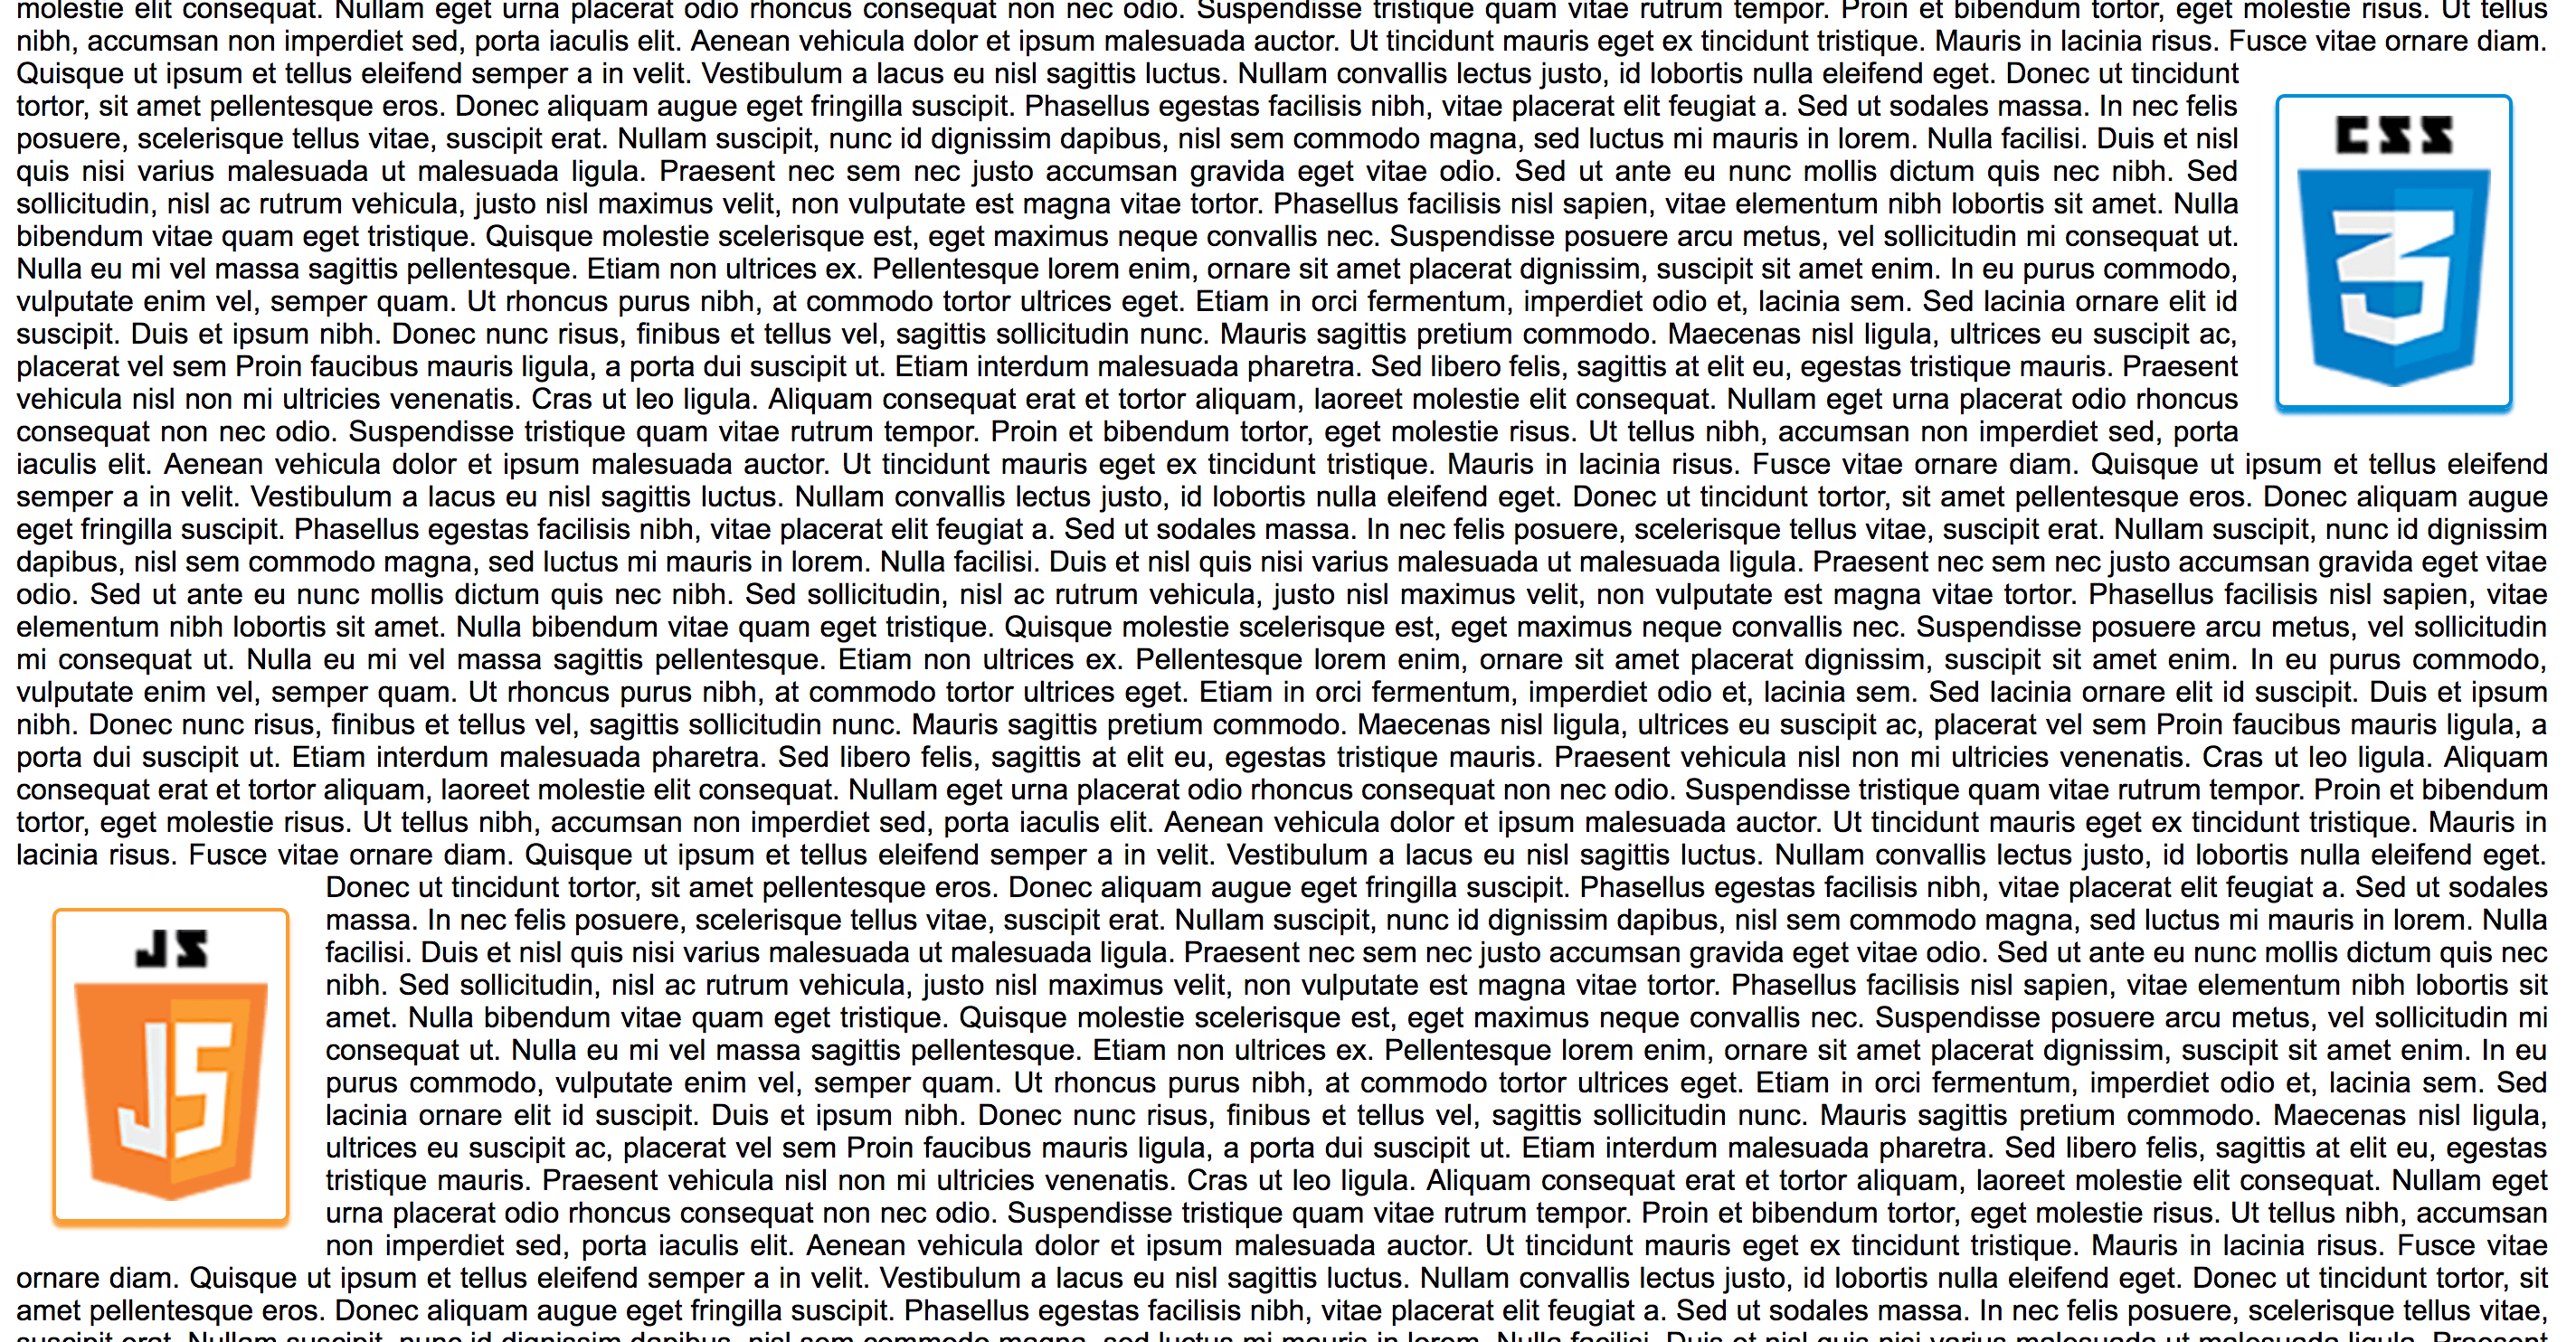 molestie elit consequat. Nullam eget urna placerat odio rhoncus consequat non nec odio. Suspendisse tristique quam vitae rutrum tempor. Proin et bibendum tortor, eget molestie risus. Ut tellus
nibh, accumsan non imperdiet sed, porta iaculis elit. Aenean vehicula dolor et ipsum malesuada auctor. Ut tincidunt mauris eget ex tincidunt tristique. Mauris in lacinia risus. Fusce vitae ornare diam.
Quisque ut ipsum et tellus eleifend semper a in velit. Vestibulum a lacus eu nisl sagittis luctus. Nullam convallis lectus justo, id lobortis nulla eleifend eget. Donec ut tincidunt
tortor, sit amet pellentesque eros. Donec aliquam augue eget fringilla suscipit. Phasellus egestas facilisis nibh, vitae placerat elit feugiat a. Sed ut sodales massa. In nec felis
posuere, scelerisque tellus vitae, suscipit erat. Nullam suscipit, nunc id dignissim dapibus, nisl sem commodo magna, sed luctus mi mauris in lorem. Nulla facilisi. Duis et nisl
quis nisi varius malesuada ut malesuada ligula. Praesent nec sem nec justo accumsan gravida eget vitae odio. Sed ut ante eu nunc mollis dictum quis nec nibh. Sed
sollicitudin, nisl ac rutrum vehicula, justo nisl maximus velit, non vulputate est magna vitae tortor. Phasellus facilisis nisl sapien, vitae elementum nibh lobortis sit amet. Nulla
bibendum vitae quam eget tristique. Quisque molestie scelerisque est, eget maximus neque convallis nec. Suspendisse posuere arcu metus, vel sollicitudin mi consequat ut.
Nulla eu mi vel massa sagittis pellentesque. Etiam non ultrices ex. Pellentesque lorem enim, ornare sit amet placerat dignissim, suscipit sit amet enim. In eu purus commodo,
vulputate enim vel, semper quam. Ut rhoncus purus nibh, at commodo tortor ultrices eget. Etiam in orci fermentum, imperdiet odio et, lacinia sem. Sed lacinia ornare elit id
suscipit. Duis et ipsum nibh. Donec nunc risus, finibus et tellus vel, sagittis sollicitudin nunc. Mauris sagittis pretium commodo. Maecenas nisl ligula, ultrices eu suscipit ac,
placerat vel sem Proin faucibus mauris ligula, a porta dui suscipit ut. Etiam interdum malesuada pharetra. Sed libero felis, sagittis at elit eu, egestas tristique mauris. Praesent
vehicula nisl non mi ultricies venenatis. Cras ut leo ligula. Aliquam consequat erat et tortor aliquam, laoreet molestie elit consequat. Nullam eget urna placerat odio rhoncus
consequat non nec odio. Suspendisse tristique quam vitae rutrum tempor. Proin et bibendum tortor, eget molestie risus. Ut tellus nibh, accumsan non imperdiet sed, porta
CSS
3
iaculis elit. Aenean vehicula dolor et ipsum malesuada auctor. Ut tincidunt mauris eget ex tincidunt tristique. Mauris in lacinia risus. Fusce vitae ornare diam. Quisque ut ipsum et tellus eleifend
semper a in velit. Vestibulum a lacus eu nisl sagittis luctus. Nullam convallis lectus justo, id lobortis nulla eleifend eget. Donec ut tincidunt tortor, sit amet pellentesque eros. Donec aliquam augue
eget fringilla suscipit. Phasellus egestas facilisis nibh, vitae placerat elit feugiat a. Sed ut sodales massa. In nec felis posuere, scelerisque tellus vitae, suscipit erat. Nullam suscipit, nunc id dignissim
dapibus, nisl sem commodo magna, sed luctus mi mauris in lorem. Nulla facilisi. Duis et nisl quis nisi varius malesuada ut malesuada ligula. Praesent nec sem nec justo accumsan gravida eget vitae
odio. Sed ut ante eu nunc mollis dictum quis nec nibh. Sed sollicitudin, nisl ac rutrum vehicula, justo nisl maximus velit, non vulputate est magna vitae tortor. Phasellus facilisis nisl sapien, vitae
elementum nibh lobortis sit amet. Nulla bibendum vitae quam eget tristique. Quisque molestie scelerisque est, eget maximus neque convallis nec. Suspendisse posuere arcu metus, vel sollicitudin
mi consequat ut. Nulla eu mi vel massa sagittis pellentesque. Etiam non ultrices ex. Pellentesque lorem enim, ornare sit amet placerat dignissim, suscipit sit amet enim. In eu purus commodo,
vulputate enim vel, semper quam. Ut rhoncus purus nibh, at commodo tortor ultrices eget. Etiam in orci fermentum, imperdiet odio et, lacinia sem. Sed lacinia ornare elit id suscipit. Duis et ipsum
nibh. Donec nunc risus, finibus et tellus vel, sagittis sollicitudin nunc. Mauris sagittis pretium commodo. Maecenas nisl ligula, ultrices eu suscipit ac, placerat vel sem Proin faucibus mauris ligula, a
porta dui suscipit ut. Etiam interdum malesuada pharetra. Sed libero felis, sagittis at elit eu, egestas tristique mauris. Praesent vehicula nisl non mi ultricies venenatis. Cras ut leo ligula. Aliquam
consequat erat et tortor aliquam, laoreet molestie elit consequat. Nullam eget urna placerat odio rhoncus consequat non nec odio. Suspendisse tristique quam vitae rutrum tempor. Proin et bibendum
tortor, eget molestie risus. Ut tellus nibh, accumsan non imperdiet sed, porta iaculis elit. Aenean vehicula dolor et ipsum malesuada auctor. Ut tincidunt mauris eget ex tincidunt tristique. Mauris in
lacinia risus. Fusce vitae ornare diam. Quisque ut ipsum et tellus eleifend semper a in velit. Vestibulum a lacus eu nisl sagittis luctus. Nullam convallis lectus justo, id lobortis nulla eleifend eget.
JS
JS
Donec ut tincidunt tortor, sit amet pellentesque eros. Donec aliquam augue eget fringilla suscipit. Phasellus egestas facilisis nibh, vitae placerat elit feugiat a. Sed ut sodales
massa. In nec felis posuere, scelerisque tellus vitae, suscipit erat. Nullam suscipit, nunc id dignissim dapibus, nisl sem commodo magna, sed luctus mi mauris in lorem. Nulla
facilisi. Duis et nisl quis nisi varius malesuada ut malesuada ligula. Praesent nec sem nec justo accumsan gravida eget vitae odio. Sed ut ante eu nunc mollis dictum quis nec
nibh. Sed sollicitudin, nisl ac rutrum vehicula, justo nisl maximus velit, non vulputate est magna vitae tortor. Phasellus facilisis nisl sapien, vitae elementum nibh lobortis sit
amet. Nulla bibendum vitae quam eget tristique. Quisque molestie scelerisque est, eget maximus neque convallis nec. Suspendisse posuere arcu metus, vel sollicitudin mi
consequat ut. Nulla eu mi vel massa sagittis pellentesque. Etiam non ultrices ex. Pellentesque lorem enim, ornare sit amet placerat dignissim, suscipit sit amet enim. In eu
purus commodo, vulputate enim vel, semper quam. Ut rhoncus purus nibh, at commodo tortor ultrices eget. Etiam in orci fermentum, imperdiet odio et, lacinia sem. Sed
lacinia ornare elit id suscipit. Duis et ipsum nibh. Donec nunc risus, finibus et tellus vel, sagittis sollicitudin nunc. Mauris sagittis pretium commodo. Maecenas nisl ligula,
ultrices eu suscipit ac, placerat vel sem Proin faucibus mauris ligula, a porta dui suscipit ut. Etiam interdum malesuada pharetra. Sed libero felis, sagittis at elit eu, egestas
tristique mauris. Praesent vehicula nisl non mi ultricies venenatis. Cras ut leo ligula. Aliquam consequat erat et tortor aliquam, laoreet molestie elit consequat. Nullam eget
urna placerat odio rhoncus consequat non nec odio. Suspendisse tristique quam vitae rutrum tempor. Proin et bibendum tortor, eget molestie risus. Ut tellus nibh, accumsan
non imperdiet sed, porta iaculis elit. Aenean vehicula dolor et ipsum malesuada auctor. Ut tincidunt mauris eget ex tincidunt tristique. Mauris in lacinia risus. Fusce vitae
ornare diam. Quisque ut ipsum et tellus eleifend semper a in velit. Vestibulum a lacus eu nisl sagittis luctus. Nullam convallis lectus justo, id lobortis nulla eleifend eget. Donec ut tincidunt tortor, sit
amet pellentesque eros. Donec aliquam augue eget fringilla suscipit. Phasellus egestas facilisis nibh, vitae placerat elit feugiat a. Sed ut sodales massa. In nec felis posuere, scelerisque tellus vitae,